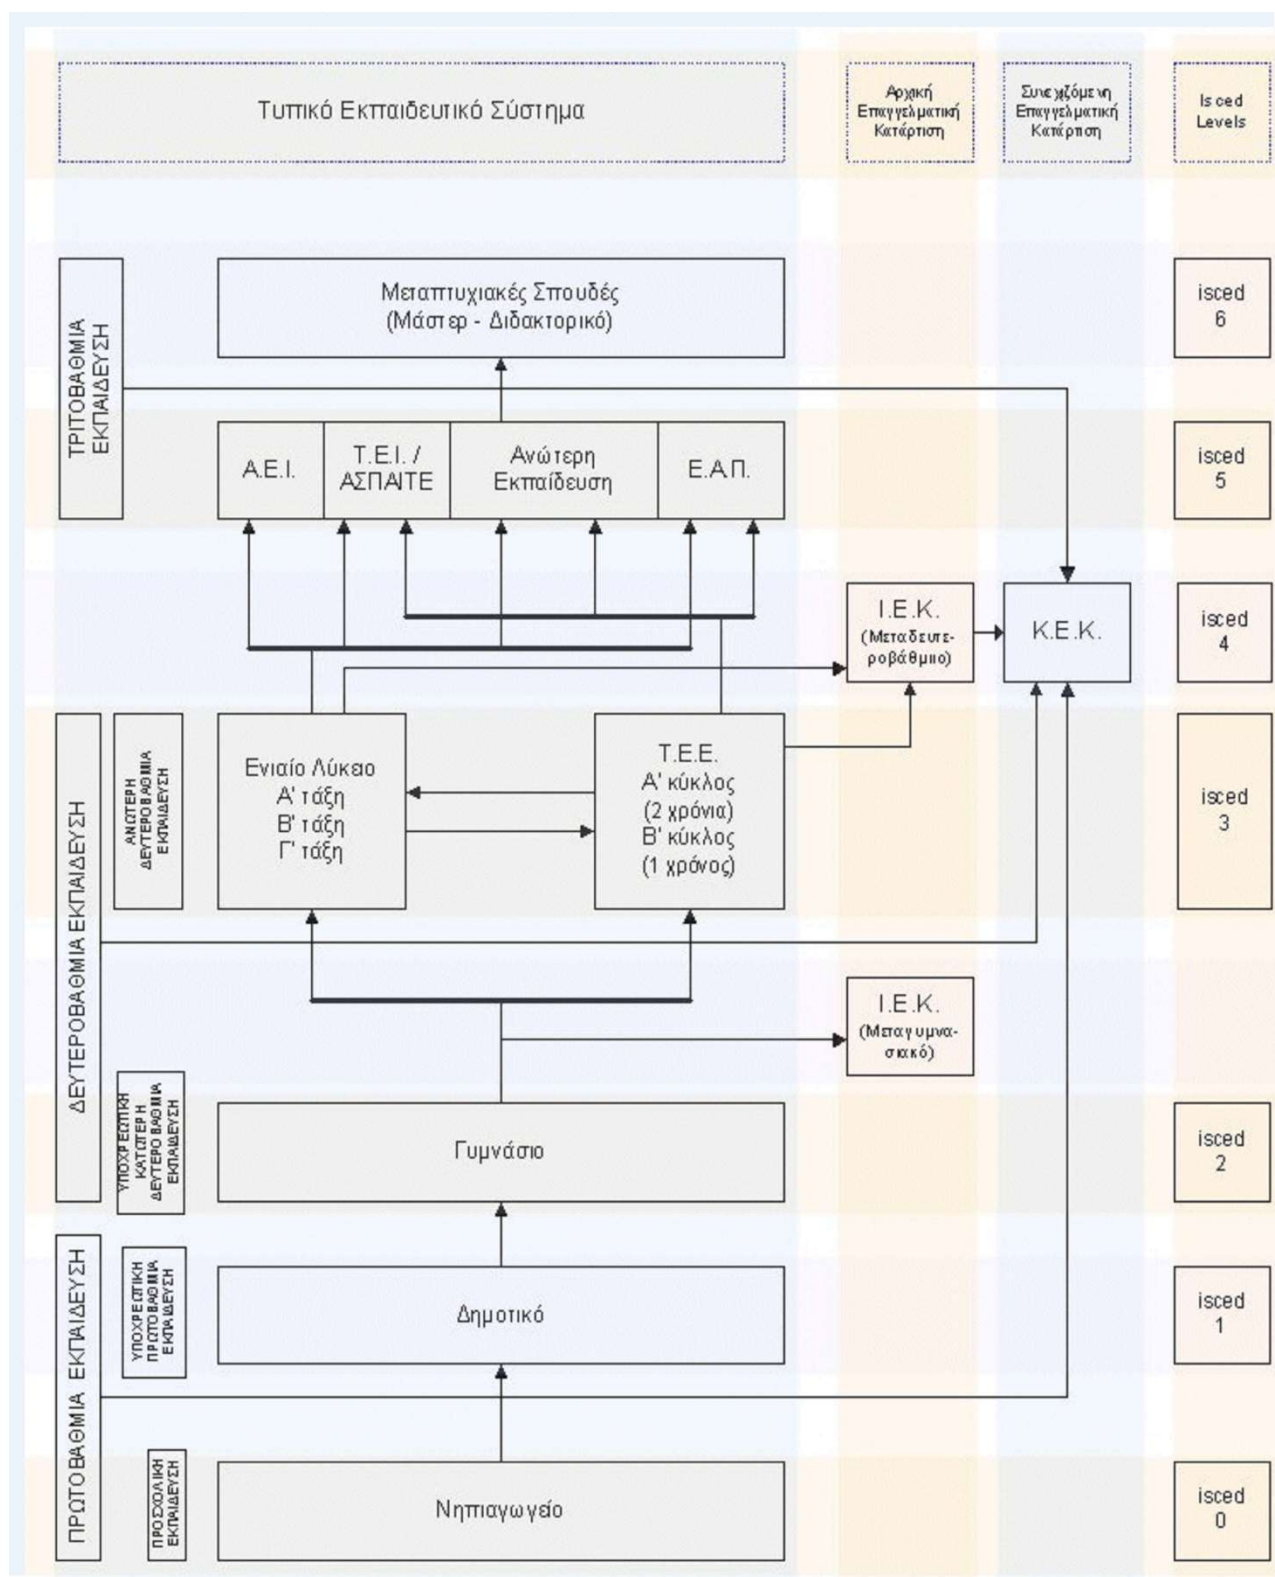 Τυπικό Εκπαιδευτικό Σύστημα
Αρχική
Επαγγελματική
Κατάρτιση
Συνεχιζόμενη
Επαγγελματική
Κατάρτιση
Isced
Levels
ΤΡΙΤΟΒΑΘΜΙΑ
ΕΚΠΑΙΔΕΥΣΗ
Μεταπτυχιακές Σπουδές
(Μάστερ - Διδακτορικό)
isced
6
Α.Ε.Ι.
Τ.Ε.Ι. /
ΑΣΠΑΙΤΕ
Ανώτερη
Εκπαίδευση
Ε.Α.Π.
isced
5
Ι.Ε.Κ.
(Μεταδευτε-
ροβάθμιο)
Κ.Ε.Κ.
isced
4
ΔΕΥΤΕΡΟΒΑΘΜΙΑ ΕΚΠΑΙΔΕΥΣΗ
ΑΝΩΤΕΡΗ
ΔΕΥΤΕΡΟΒΑΘΜΙΑ
ΕΚΠΑΙΔΕΥΣΗ
Ενιαίο Λύκειο
Α' τάξη
Β' τάξη
Γ' τάξη
Τ.Ε.Ε.
Α' κύκλος
(2 χρόνια)
Β' κύκλος
(1 χρόνος)
isced
3
Ι.Ε.Κ.
(Μεταγυμνα-
σιακό)
ΥΠΟΧΡΕΩΤΙΚΗ
ΚΑΤΩΤΕΡΗ
ΔΕΥΤΕΡΟΒΑΘΜΙΑ
ΕΚΠΑΙΔΕΥΣΗ
Γυμνάσιο
isced
2
ΠΡΩΤΟΒΑΘΜΙΑ ΕΚΠΑΙΔΕΥΣΗ
ΥΠΟΧΡΕΩΤΙΚΗ
ΠΡΩΤΟΒΑΘΜΙΑ
ΕΚΠΑΙΔΕΥΣΗ
Δημοτικό
isced
1
ΠΡΟΣΧΟΛΙΚΗ
ΕΚΠΑΙΔΕΥΣΗ
Νηπιαγωγείο
isced
0